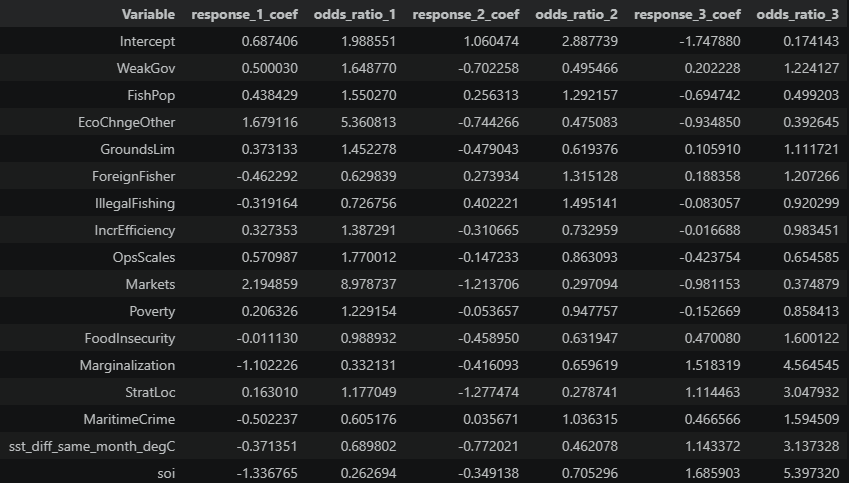 Variable response_1_coef odds_ratio_1 response_2_coef odds_ratio_2 response_3_coef odds_ratio_3
Intercept 0.687406 1.988551 1.060474 2.887739 -1.747880 0.174143
WeakGov 0.500030 1.648770 -0.702258 0.495466 0.202228 1.224127
FishPop 0.438429 1.550270 0.256313 1.292157 -0.694742 0.499203
EcoChngeOther 1.679116 5.360813 -0.744266 0.475083 -0.934850 0.392645
GroundsLim 0.373133 1.452278 -0.479043 0.619376 0.105910 1.111721
ForeignFisher -0.462292 0.629839 0.273934 1.315128 0.188358 1.207266
IllegalFishing -0.319164 0.726756 0.402221 1.495141 -0.083057 0.920299
IncrEfficiency 0.327353 1.387291 -0.310665 0.732959 -0.016688 0.983451
OpsScales 0.570987 1.770012 -0.147233 0.863093 -0.423754 0.654585
Markets 2.194859 8.978737 -1.213706 0.297094 -0.981153 0.374879
Poverty 0.206326 1.229154 -0.053657 0.947757 -0.152669 0.858413
FoodInsecurity -0.011130 0.988932 -0.458950 0.631947 0.470080 1.600122
Marginalization -1.102226 0.332131 -0.416093 0.659619 1.518319 4.564545
StratLoc 0.163010 1.177049 -1.277474 0.278741 1.114463 3.047932
MaritimeCrime -0.502237 0.605176 0.035671 1.036315 0.466566 1.594509
sst_diff_same_month_degC -0.371351 0.689802 -0.772021 0.462078 1.143372 3.137328
soi -1.336765 0.262694 -0.349138 0.705296 1.685903 5.397320